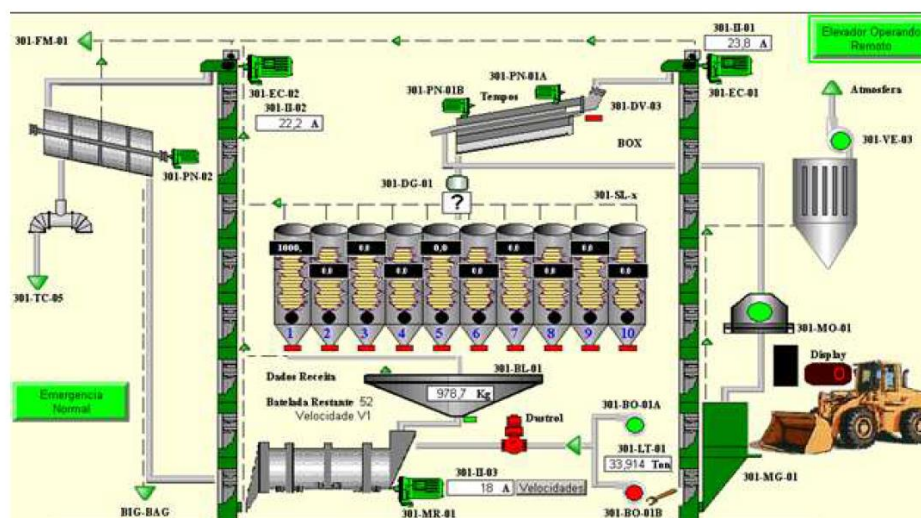 301-II-01
23,8 A
Elevador Operando
Remoto
301-FM-01
301-EC-02
301-II-02
22,2 A
301-PN-01A
301-PN-01B
Tempos
301-DV-03
301-EC-01
Atmosfera
301-VE-03
BOX
301-PN-02
301-DG-01
?
301-SL-x
1000,
0,0
0,0
0,0
0,0
0,0
0,0
0,0
0,0
0,0
1 2 3 4 5 6 7 8 9 10
301-TC-05
301-MO-01
Display
0
Emergencia
Normal
Dados Receita
301-BL-01
978,7 Kg
Batelada Restante 52
Velocidade V1
Dustrol
301-BO-01A
301-LT-01
33,914 Ton
301-BO-01B
301-II-03
18 A
Velocidades
301-MR-01
301-MG-01
BIG-BAG